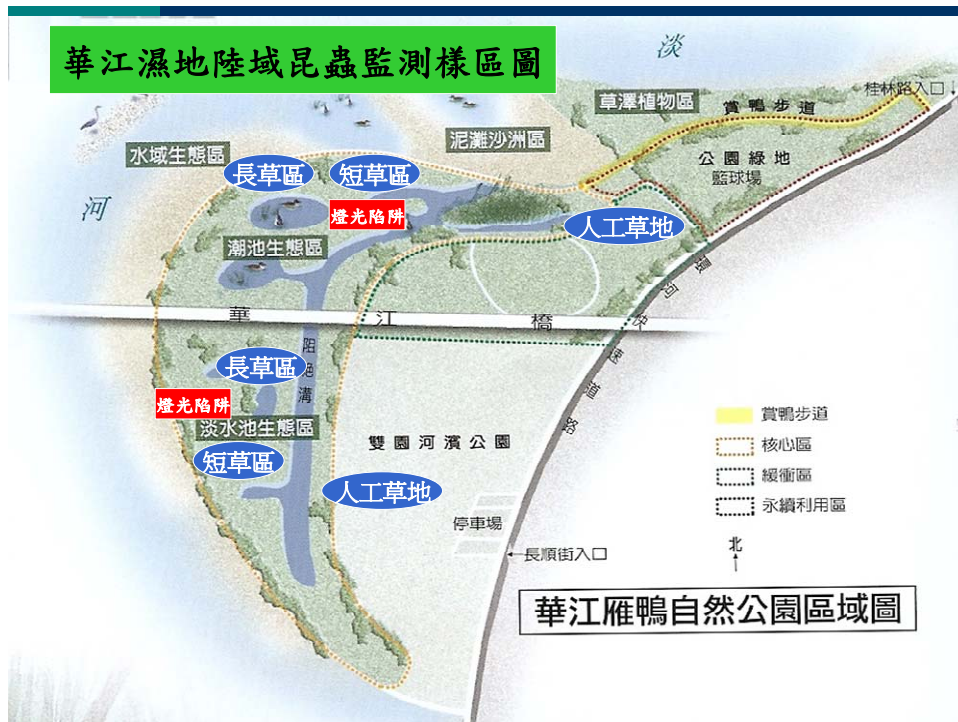 華江濕地陸域昆蟲監測樣區圖
淡
桂林路入口↓
草澤植物區
賞鴨步道
泥灘沙洲區
水域生態區
公園綠地
籃球場
長草區
短草區
河
燈光陷阱
人工草地
潮池生態區
環河快速道路
華江橋
阻絕溝
長草區
燈光陷阱
淡水池生態區
賞鴨步道
雙園河濱公園
核心區
短草區
緩衝區
人工草地
永續利用區
停車場
北
←長順街入口
華江雁鴨自然公園區域圖